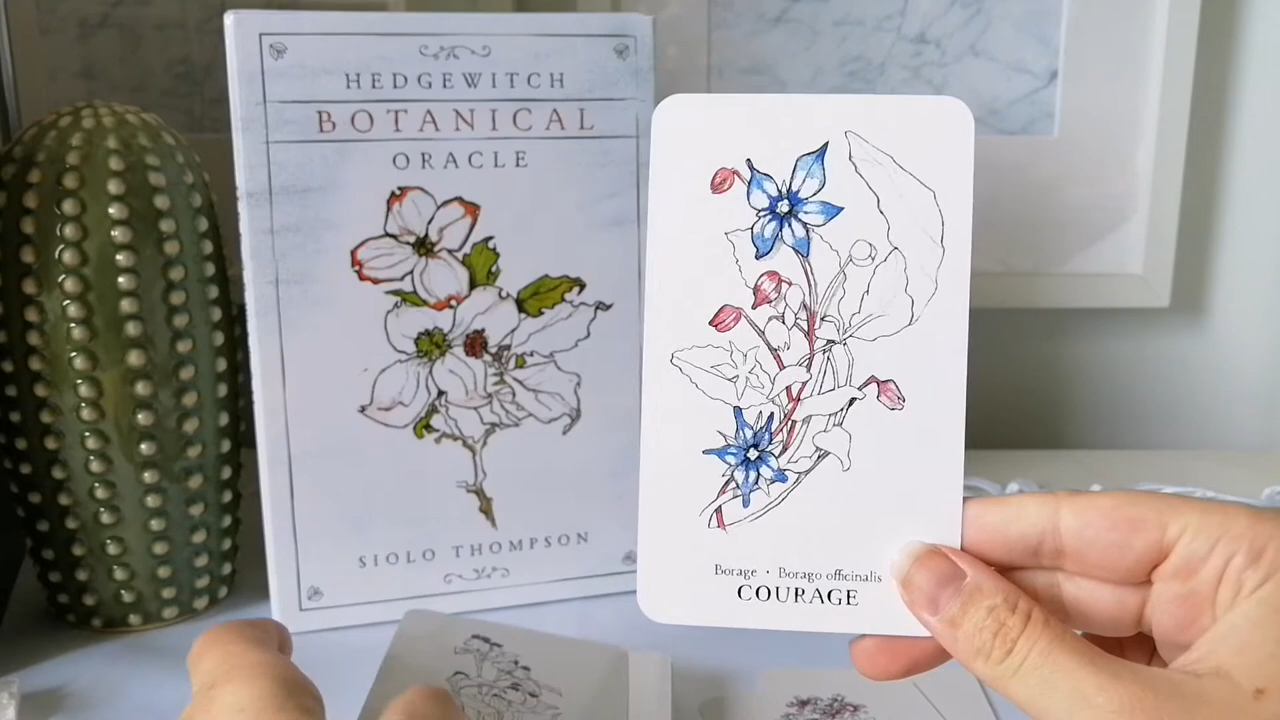 HEDGEWITCH
BOTANICAL
ORACLE
SIOLO THOMPSON
Borage • Borago officinalis
COURAGE